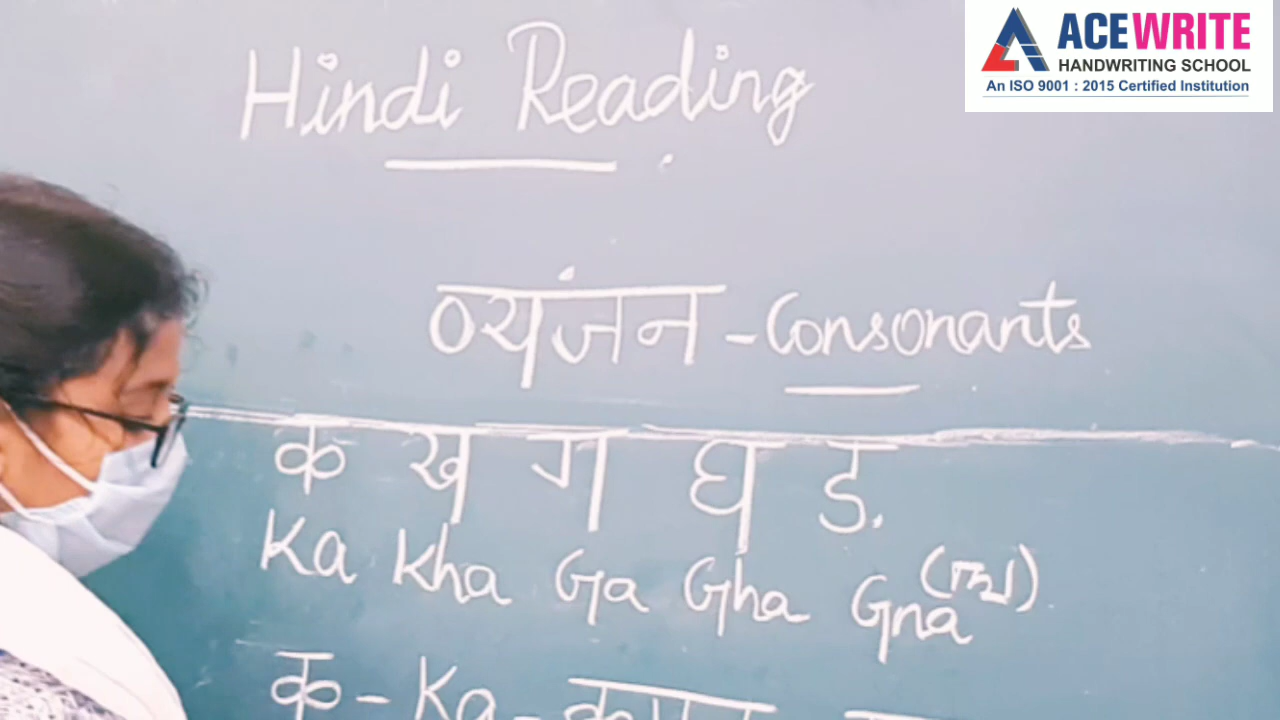 ACEWRITE
HANDWRITING SCHOOL
An ISO 9001 : 2015 Certified Institution
Hindi Reading
व्यंजन - Consonants
क ख ग घ ङ
Ka Kha Ga Gha Gna
क - Ka -